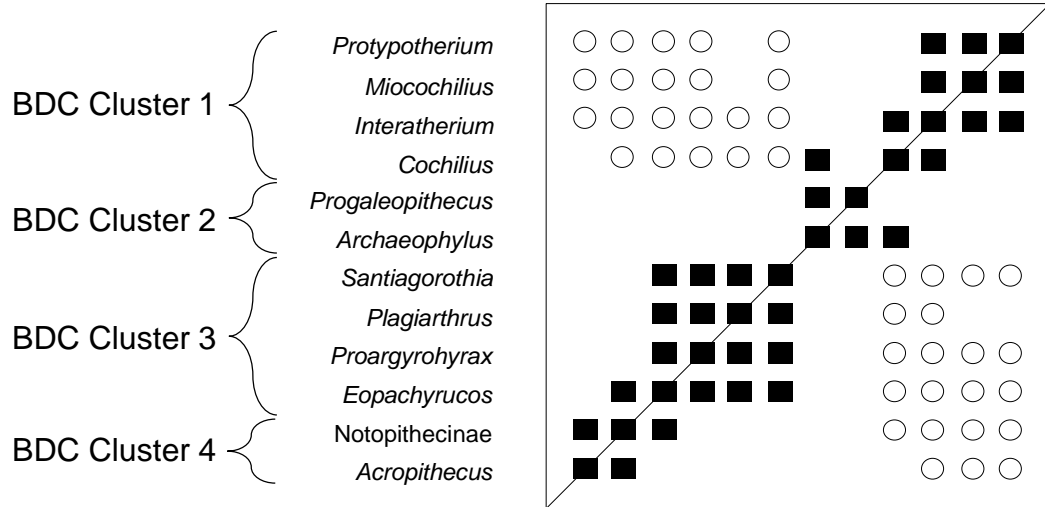 BDC Cluster 1
Protypotherium
Miocochilius
Interatherium
Cochilius
BDC Cluster 2
Progaleopithecus
Archaeophylus
BDC Cluster 3
Santiagorothia
Plagiarthrus
Proargyrohyrax
Eopachyrucos
BDC Cluster 4
Notopithecinae
Acropithecus